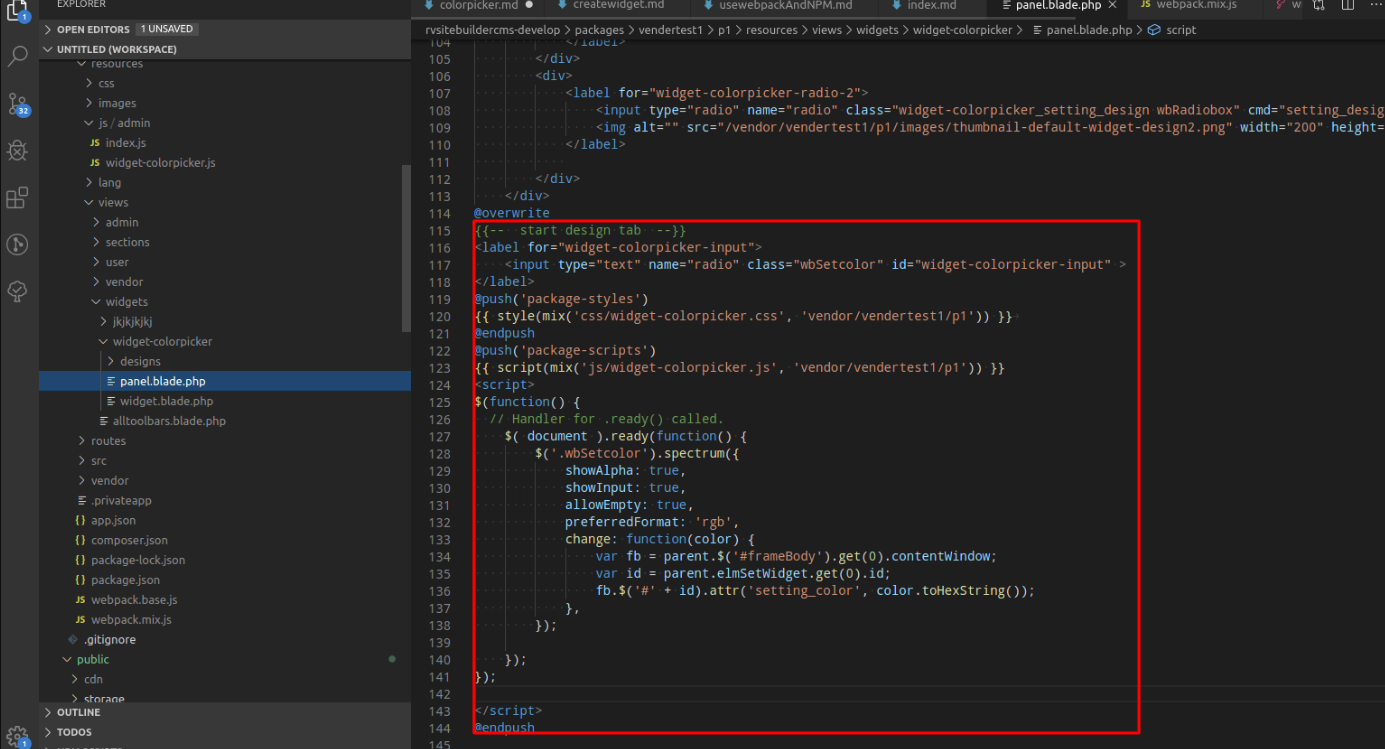 EXPLORER
1
OPEN EDITORS 1 UNSAVED
UNTITLED (WORKSPACE)
resources
css
images
js / admin
JS index.js
JS widget-colorpicker.js
lang
views
admin
sections
user
vendor
widgets
jkjkjkjkj
widget-colorpicker
designs
panel.blade.php
widget.blade.php
alltoolbars.blade.php
routes
src
vendor
.privateapp
{} app.json
{} composer.json
{} package-lock.json
{} package.json
JS webpack.base.js
JS webpack.mix.js
.gitignore
public
cdn
storage
OUTLINE
TODOS
32
1
colorpicker.md
createwidget.md
usewebpackAndNPM.md
index.md
panel.blade.php
JS webpack.mix.js
w
rvsitebuildercms-develop > packages > vendertest1 > p1 > resources > views > widgets > widget-colorpicker > panel.blade.php > script
104 </label>
105 </div>
106 <div>
107 <label for="widget-colorpicker-radio-2">
108 <input type="radio" name="radio" class="widget-colorpicker_setting_design wbRadiobox" cmd="setting_desig
109 <img alt="" src="/vendor/vendertest1/p1/images/thumbnail-default-widget-design2.png" width="200" height=
110 </label>
111
112 </div>
113 </div>
114 @overwrite
115 {{-- start design tab --}}
116 <label for="widget-colorpicker-input">
117 <input type="text" name="radio" class="wbSetcolor" id="widget-colorpicker-input" >
118 </label>
119 @push('package-styles')
120 {{ style(mix('css/widget-colorpicker.css', 'vendor/vendertest1/p1')) }}
121 @endpush
122 @push('package-scripts')
123 {{ script(mix('js/widget-colorpicker.js', 'vendor/vendertest1/p1')) }}
124 <script>
125 $(function() {
126 // Handler for .ready() called.
127 $( document ).ready(function() {
128 $('.wbSetcolor').spectrum({
129 showAlpha: true,
130 showInput: true,
131 allowEmpty: true,
132 preferredFormat: 'rgb',
133 change: function(color) {
134 var fb = parent.$('#frameBody').get(0).contentWindow;
135 var id = parent.elmSetWidget.get(0).id;
136 fb.$('#' + id).attr('setting_color', color.toHexString());
137 },
138 });
139
140 });
141 });
142
143 </script>
144 @endpush
145